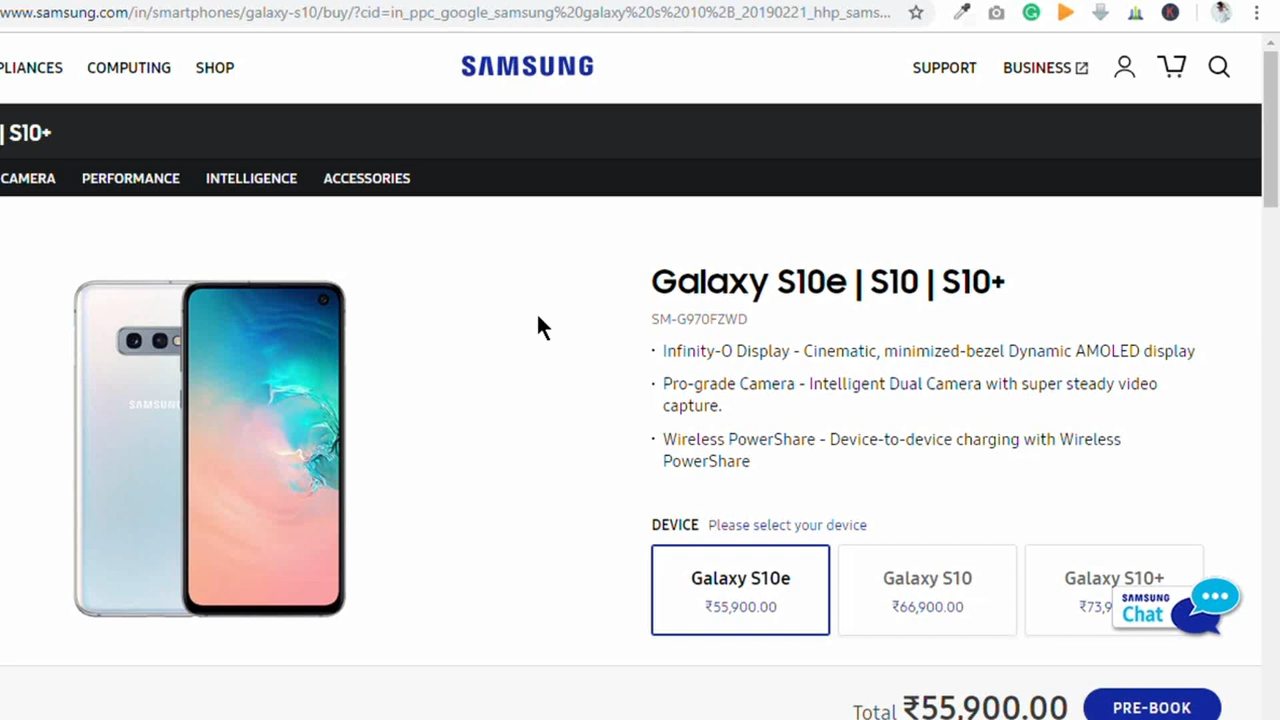 www.samsung.com/in/smartphones/galaxy-s10/buy/?cid=in_ppc_google_samsung%20galaxy%20s%2010%2B_20190221_hhp_sams...
PLIANCES COMPUTING SHOP SAMSUNG SUPPORT BUSINESS
| S10+
CAMERA PERFORMANCE INTELLIGENCE ACCESSORIES
Galaxy S10e | S10 | S10+
SM-G970FZWD
· Infinity-O Display - Cinematic, minimized-bezel Dynamic AMOLED display
· Pro-grade Camera - Intelligent Dual Camera with super steady video
capture.
· Wireless PowerShare - Device-to-device charging with Wireless
PowerShare
SAMSUNG
DEVICE Please select your device
Galaxy S10e Galaxy S10 Galaxy S10+
₹55,900.00 ₹66,900.00 ₹73,9
SAMSUNG
Chat
Total ₹55,900.00 PRE-BOOK